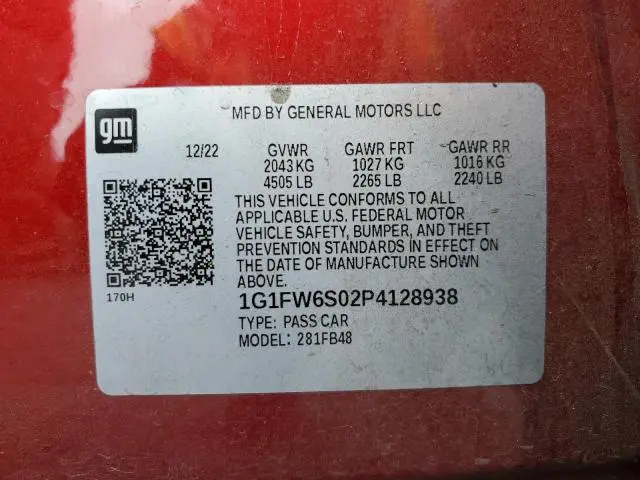 gm
MFD BY GENERAL MOTORS LLC
12/22 GVWR GAWR FRT GAWR RR
2043 KG 1027 KG 1016 KG
4505 LB 2265 LB 2240 LB
THIS VEHICLE CONFORMS TO ALL
APPLICABLE U.S. FEDERAL MOTOR
VEHICLE SAFETY, BUMPER, AND THEFT
PREVENTION STANDARDS IN EFFECT ON
THE DATE OF MANUFACTURE SHOWN
ABOVE.
170H
1G1FW6S02P4128938
TYPE: PASS CAR
MODEL: 281FB48